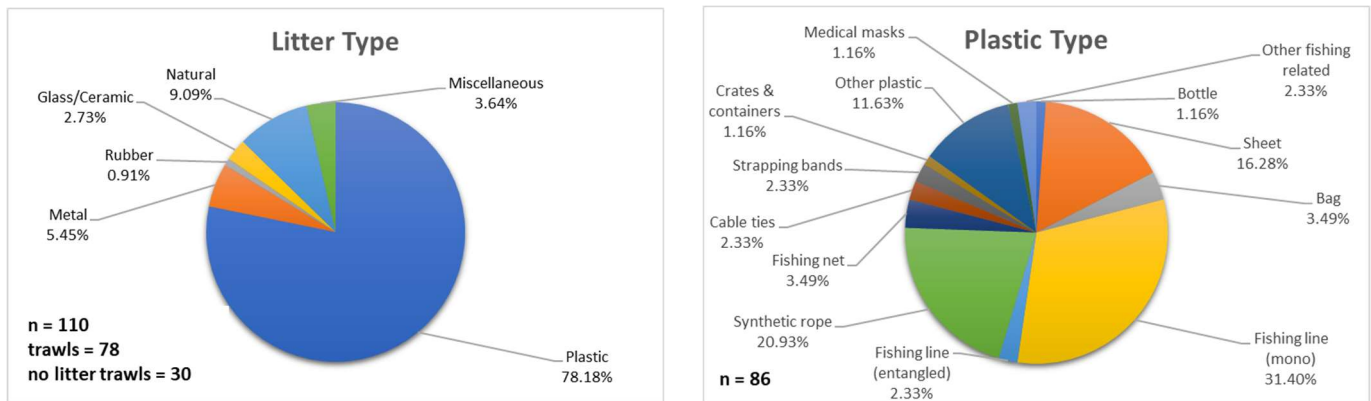 Litter Type
Natural
9.09%
Miscellaneous
3.64%
Glass/Ceramic
2.73%
Rubber
0.91%
Metal
5.45%
Plastic
78.18%
n = 110
trawls = 78
no litter trawls = 30
Plastic Type
Medical masks
1.16%
Other fishing
related
2.33%
Other plastic
11.63%
Bottle
1.16%
Crates &
containers
1.16%
Sheet
16.28%
Strapping bands
2.33%
Bag
3.49%
Cable ties
2.33%
Fishing net
3.49%
Synthetic rope
20.93%
Fishing line
(entangled)
2.33%
Fishing line
(mono)
31.40%
n = 86